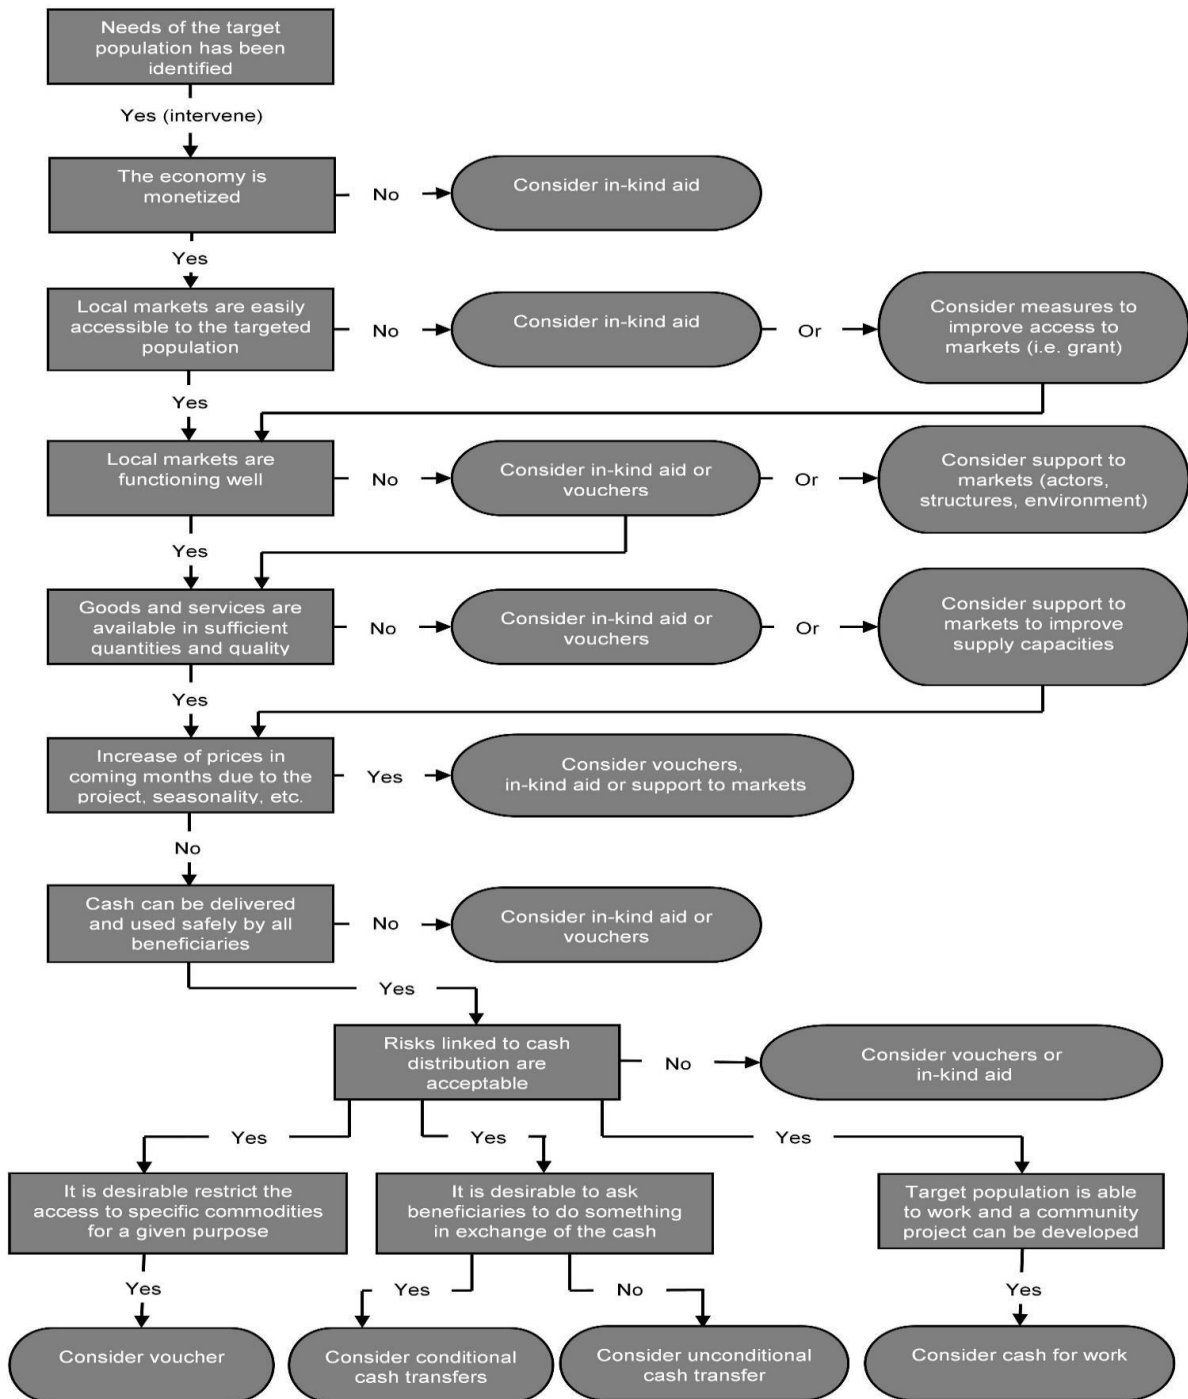 Needs of the target
population has been
identified
Yes (intervene)
The economy is
monetized
No
Consider in-kind aid
Yes
Local markets are easily
accessible to the targeted
population
No
Consider in-kind aid
Or
Consider measures to
improve access to
markets (i.e. grant)
Yes
Local markets are
functioning well
No
Consider in-kind aid or
vouchers
Or
Consider support to
markets (actors,
structures, environment)
Yes
Goods and services are
available in sufficient
quantities and quality
No
Consider in-kind aid or
vouchers
Or
Consider support to
markets to improve
supply capacities
Yes
Increase of prices in
coming months due to the
project, seasonality, etc.
Yes
Consider vouchers,
in-kind aid or support to markets
No
Cash can be delivered
and used safely by all
beneficiaries
No
Consider in-kind aid or
vouchers
Yes
Risks linked to cash
distribution are
acceptable
No
Consider vouchers or
in-kind aid
Yes
Yes
Yes
It is desirable restrict the
access to specific commodities
for a given purpose
It is desirable to ask
beneficiaries to do something
in exchange of the cash
Target population is able
to work and a community
project can be developed
Yes
Yes
No
Yes
Consider voucher
Consider conditional
cash transfers
Consider unconditional
cash transfer
Consider cash for work